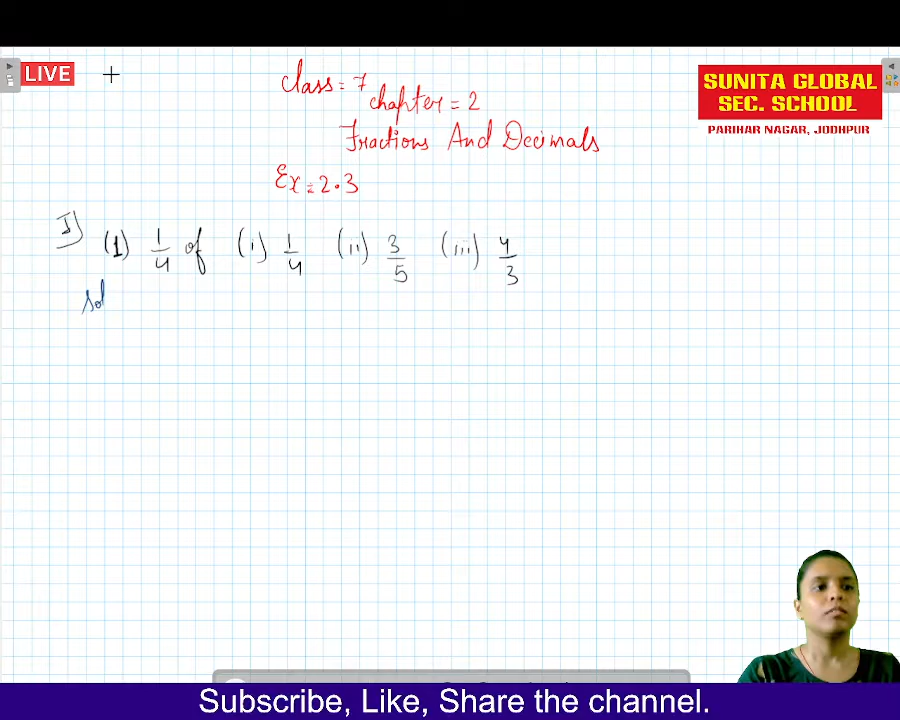 LIVE
SUNITA GLOBAL
SEC. SCHOOL
PARIHAR NAGAR, JODHPUR
Class = 7
chapter = 2
Fractions And Decimals
Ex = 2.3
I)
(1) 1/4 of (i) 1/4 (ii) 3/5 (iii) 4/3
Sol
Subscribe, Like, Share the channel.